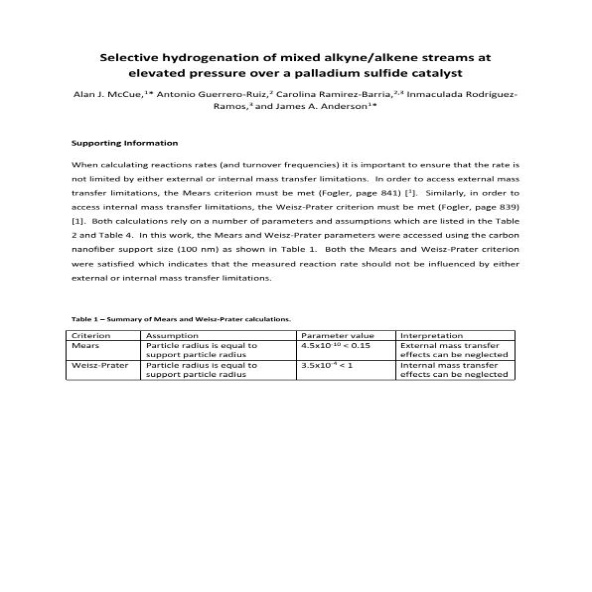 Selective hydrogenation of mixed alkyne/alkene streams at
elevated pressure over a palladium sulfide catalyst
Alan J. McCue,¹* Antonio Guerrero-Ruiz,² Carolina Ramirez-Barria,²,³ Inmaculada Rodríguez-
Ramos,³ and James A. Anderson¹*
Supporting Information
When calculating reactions rates (and turnover frequencies) it is important to ensure that the rate is
not limited by either external or internal mass transfer limitations. In order to access external mass
transfer limitations, the Mears criterion must be met (Fogler, page 841) [¹]. Similarly, in order to
access internal mass transfer limitations, the Weisz-Prater criterion must be met (Fogler, page 839)
[1]. Both calculations rely on a number of parameters and assumptions which are listed in the Table
2 and Table 4. In this work, the Mears and Weisz-Prater parameters were accessed using the carbon
nanofiber support size (100 nm) as shown in Table 1. Both the Mears and Weisz-Prater criterion
were satisfied which indicates that the measured reaction rate should not be influenced by either
external or internal mass transfer limitations.
Table 1 – Summary of Mears and Weisz-Prater calculations.
Criterion Assumption Parameter value Interpretation
Mears Particle radius is equal to 4.5x10⁻¹⁰ < 0.15 External mass transfer
support particle radius effects can be neglected
Weisz-Prater Particle radius is equal to 3.5x10⁻⁴ < 1 Internal mass transfer
support particle radius effects can be neglected